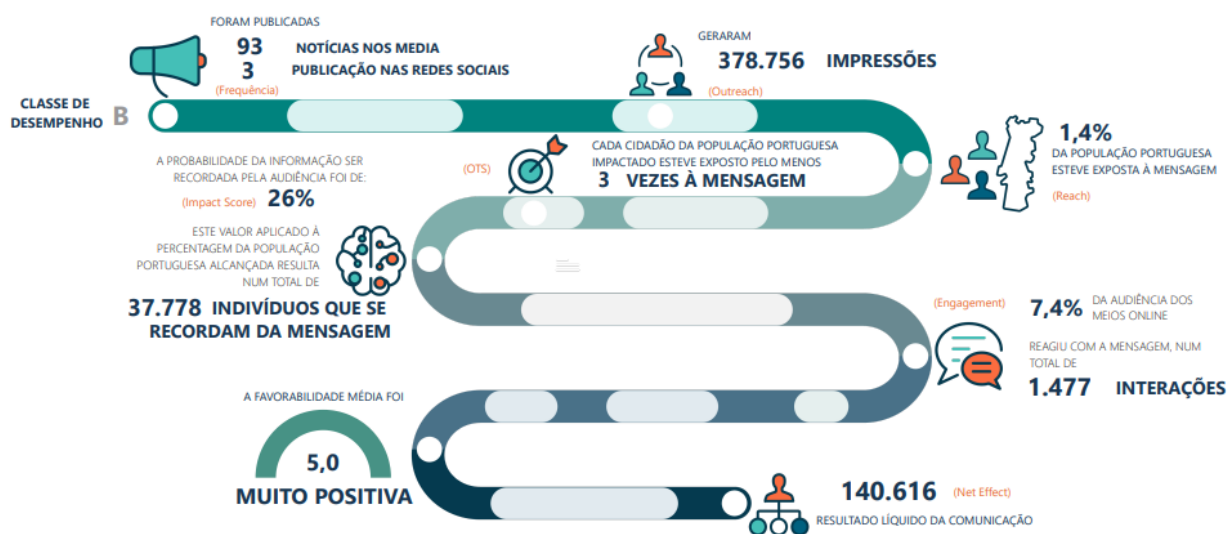 FORAM PUBLICADAS
93 NOTÍCIAS NOS MEDIA
3 PUBLICAÇÃO NAS REDES SOCIAIS
(Frequência)
GERARAM
378.756 IMPRESSÕES
(Outreach)
CLASSE DE
DESEMPENHO B
1,4%
DA POPULAÇÃO PORTUGUESA
ESTEVE EXPOSTA À MENSAGEM
(Reach)
CADA CIDADÃO DA POPULAÇÃO PORTUGUESA
IMPACTADO ESTEVE EXPOSTO PELO MENOS
(OTS) 3 VEZES À MENSAGEM
A PROBABILIDADE DA INFORMAÇÃO SER
RECORDADA PELA AUDIÊNCIA FOI DE:
(Impact Score) 26%
ESTE VALOR APLICADO À
PERCENTAGEM DA POPULAÇÃO
PORTUGUESA ALCANÇADA RESULTA
NUM TOTAL DE
37.778 INDIVÍDUOS QUE SE
RECORDAM DA MENSAGEM
(Engagement) 7,4% DA AUDIÊNCIA DOS
MEIOS ONLINE
REAGIU COM A MENSAGEM, NUM
TOTAL DE
1.477 INTERAÇÕES
A FAVORABILIDADE MÉDIA FOI
5,0
MUITO POSITIVA
140.616 (Net Effect)
RESULTADO LÍQUIDO DA COMUNICAÇÃO